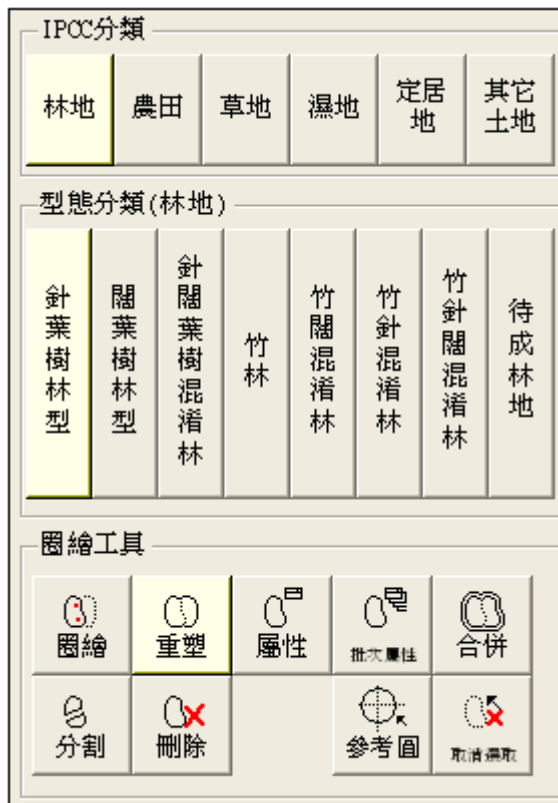 IPCC分類
林地
農田
草地
濕地
定居
地
其它
土地
型態分類(林地)
針葉樹林型
闊葉樹林型
針闊葉樹混淆林
竹林
竹闊混淆林
竹針混淆林
竹針闊混淆林
待成林地
圈繪工具
圈繪
重塑
屬性
批次屬性
合併
分割
刪除
參考圓
取消選取